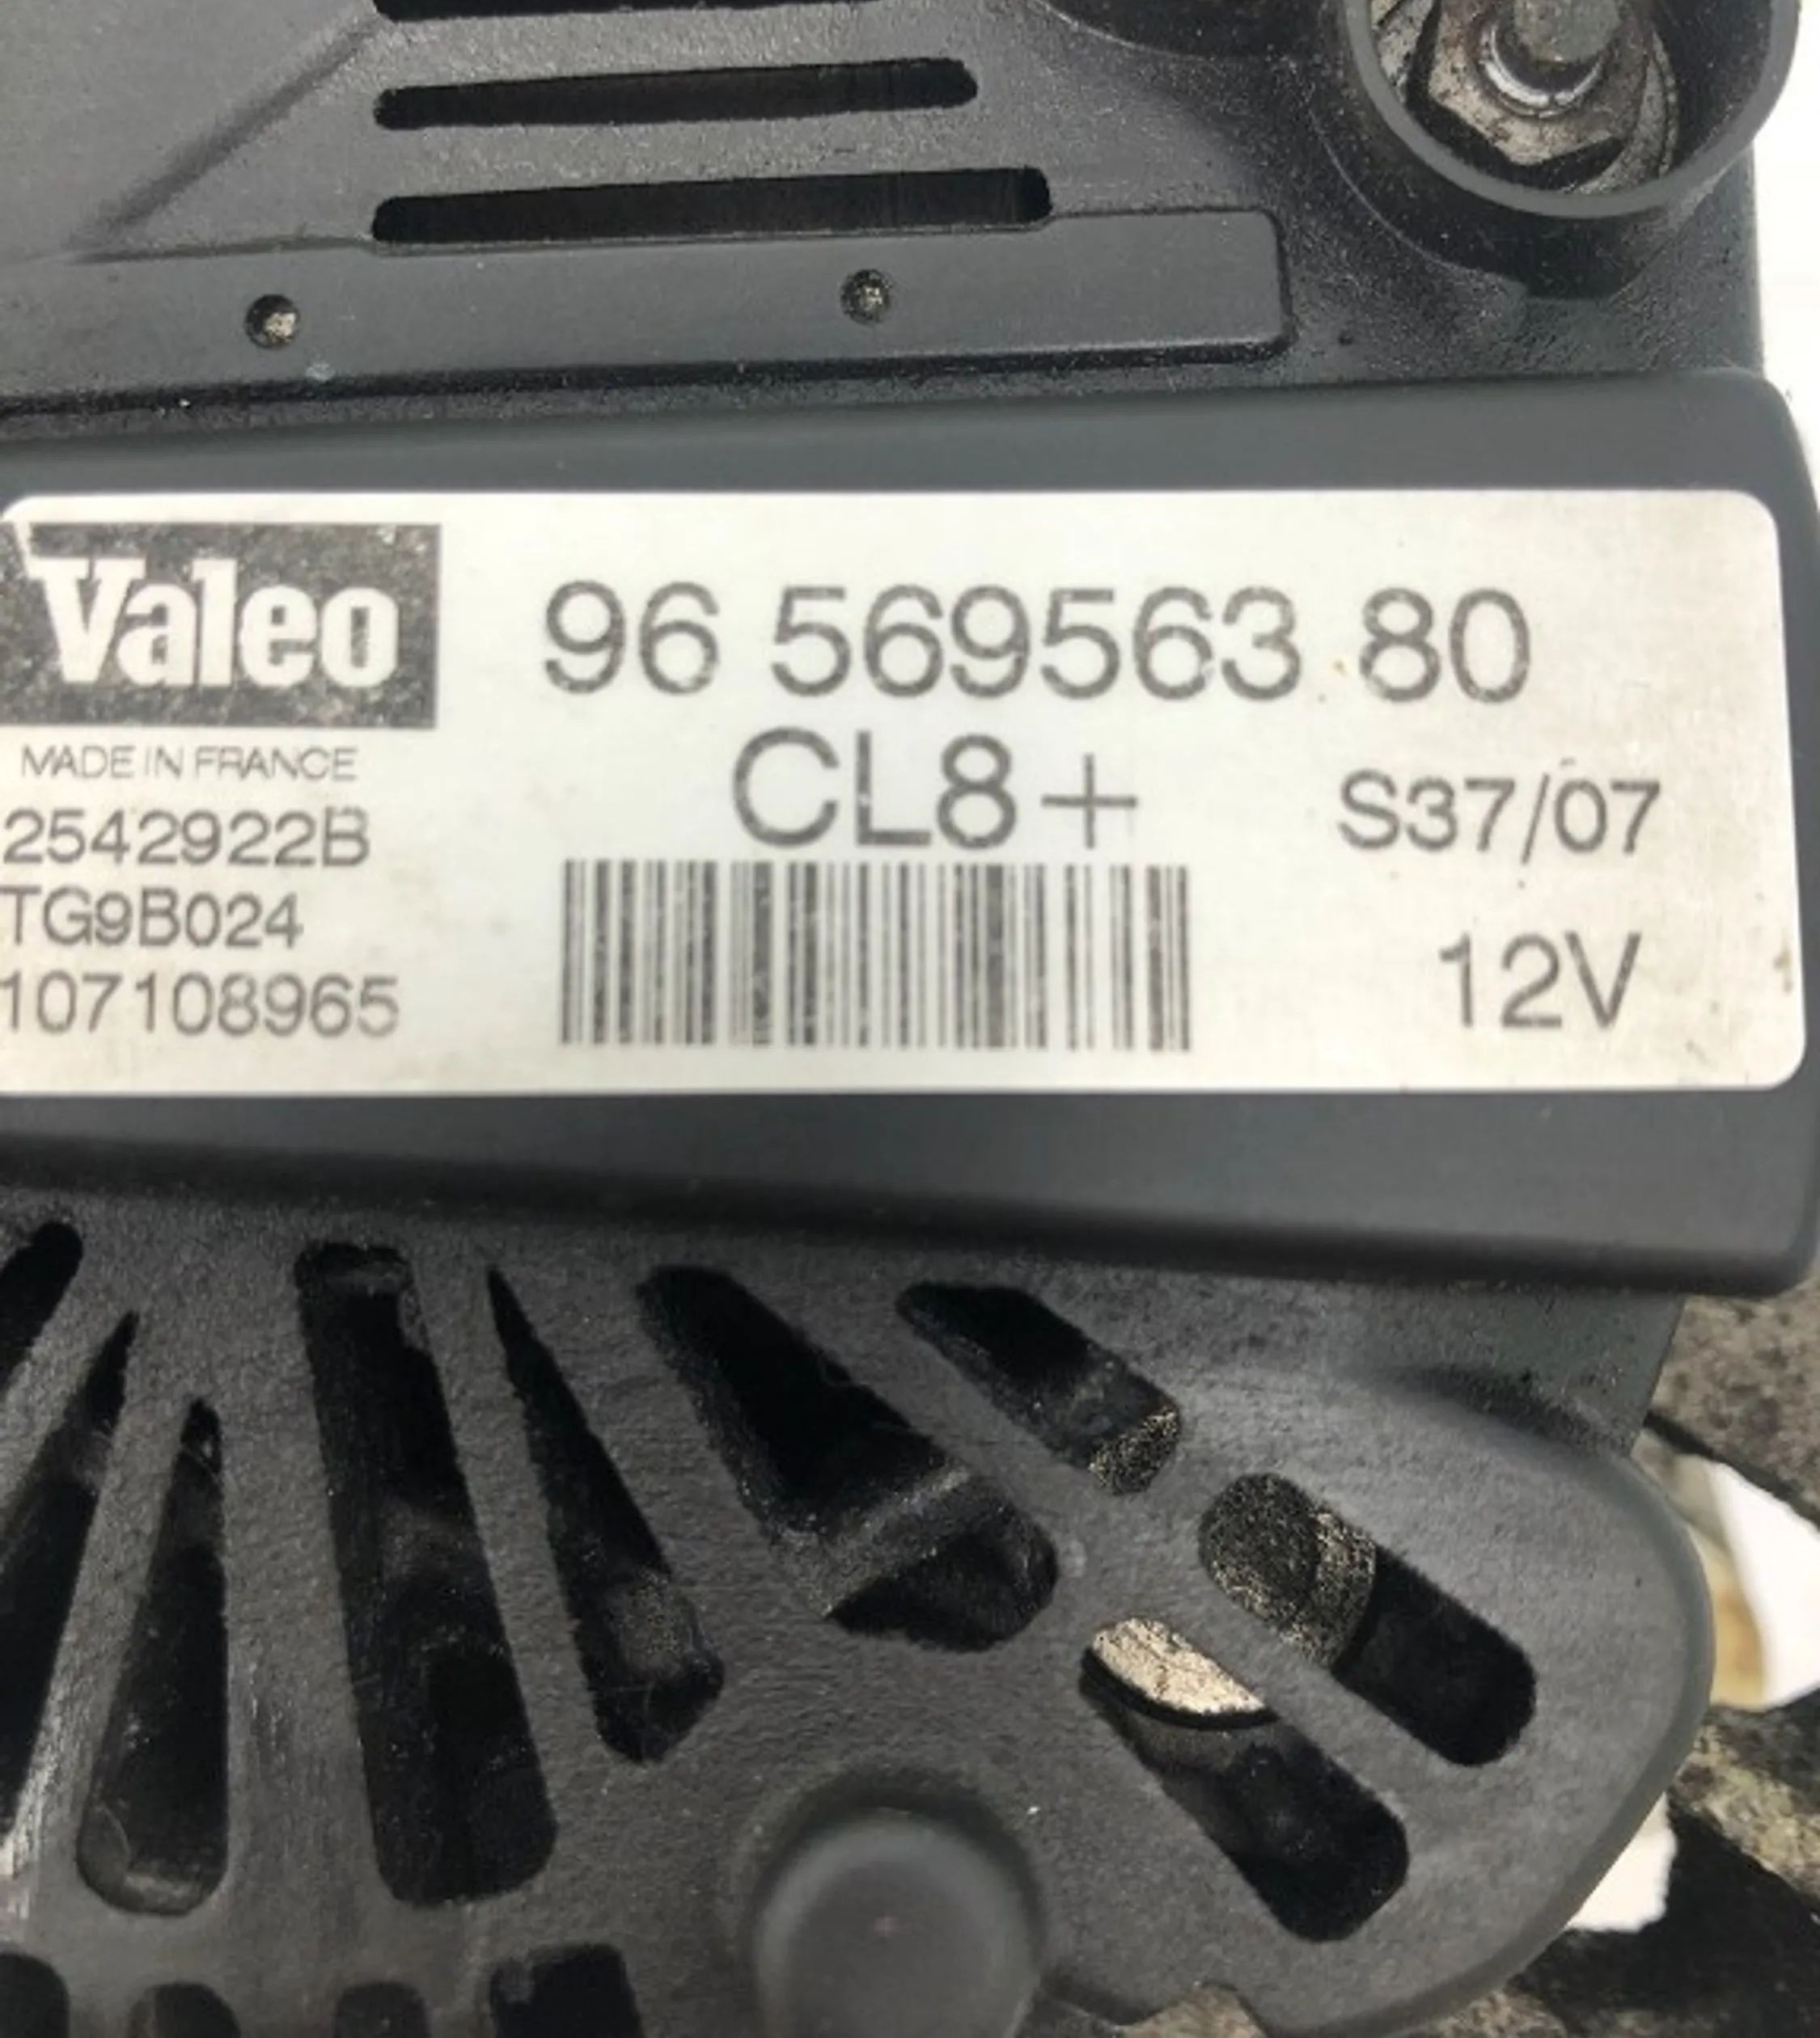 Valeo
96 569563 80
MADE IN FRANCE
CL8+
S37/07
2542922B
TG9B024
12V
107108965